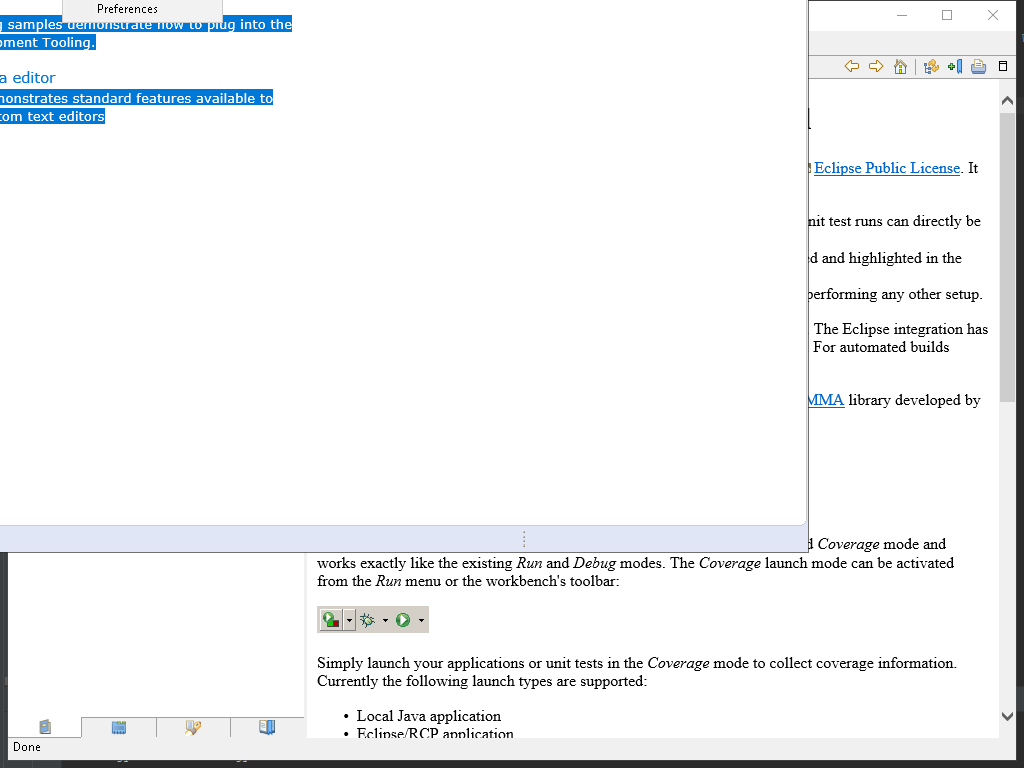 Preferences
samples demonstrate how to plug into the
Tooling.
a editor
standard features available to
text editors
Eclipse Public License. It
unit test runs can directly be
and highlighted in the
performing any other setup.
The Eclipse integration has
For automated builds
library developed by
Coverage mode and
works exactly like the existing Run and Debug modes. The Coverage launch mode can be activated
from the Run menu or the workbench's toolbar:
Simply launch your applications or unit tests in the Coverage mode to collect coverage information.
Currently the following launch types are supported:
• Local Java application
• Eclipse/RCP application
Done